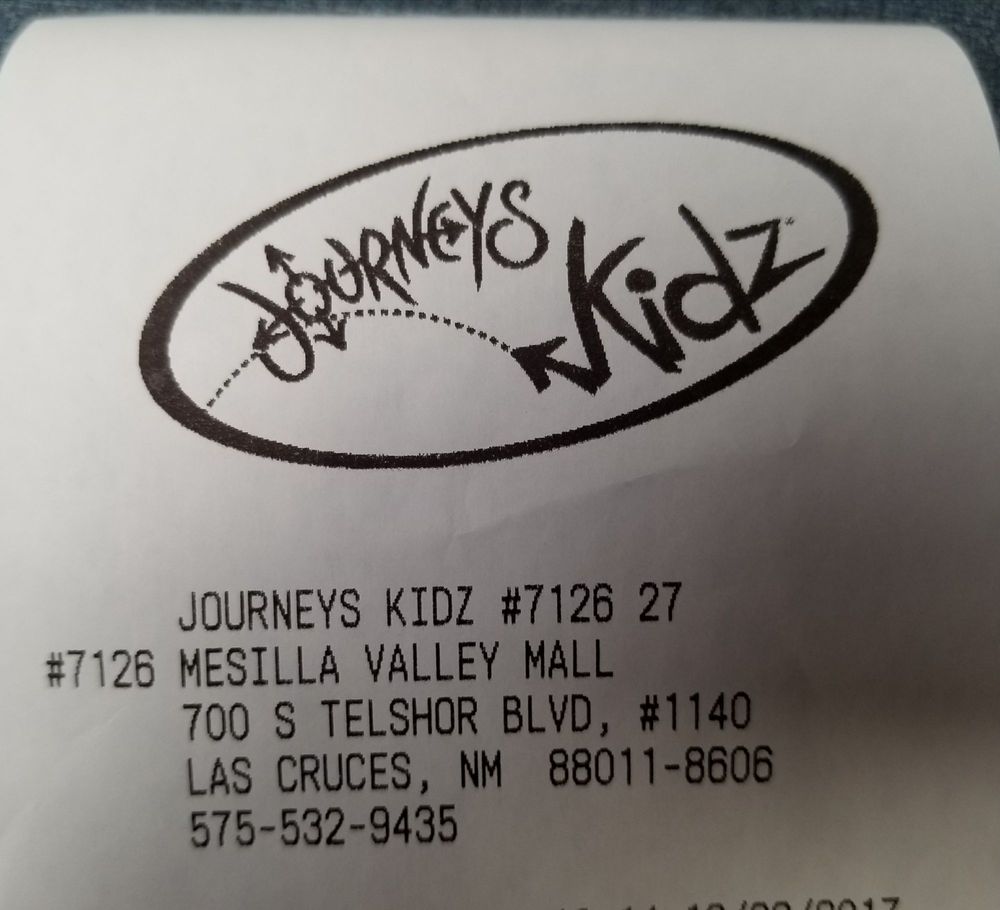 JOURNEYS
Kidz
JOURNEYS KIDZ #7126 27
#7126 MESILLA VALLEY MALL
700 S TELSHOR BLVD, #1140
LAS CRUCES, NM 88011-8606
575-532-9435